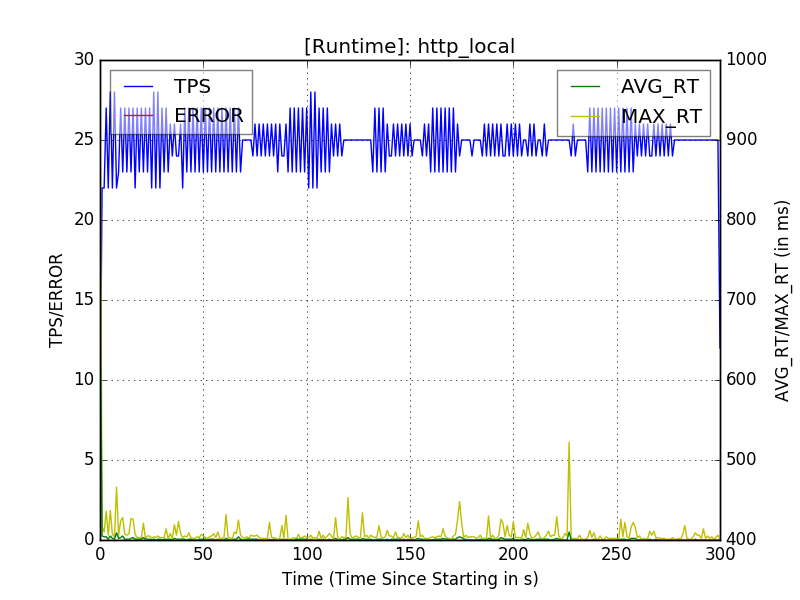 [Runtime]: http_local
TPS
ERROR
AVG_RT
MAX_RT
30
25
20
15
10
5
0
1000
900
800
700
600
500
400
0 50 100 150 200 250 300
TPS/ERROR
AVG_RT/MAX_RT (in ms)
Time (Time Since Starting in s)